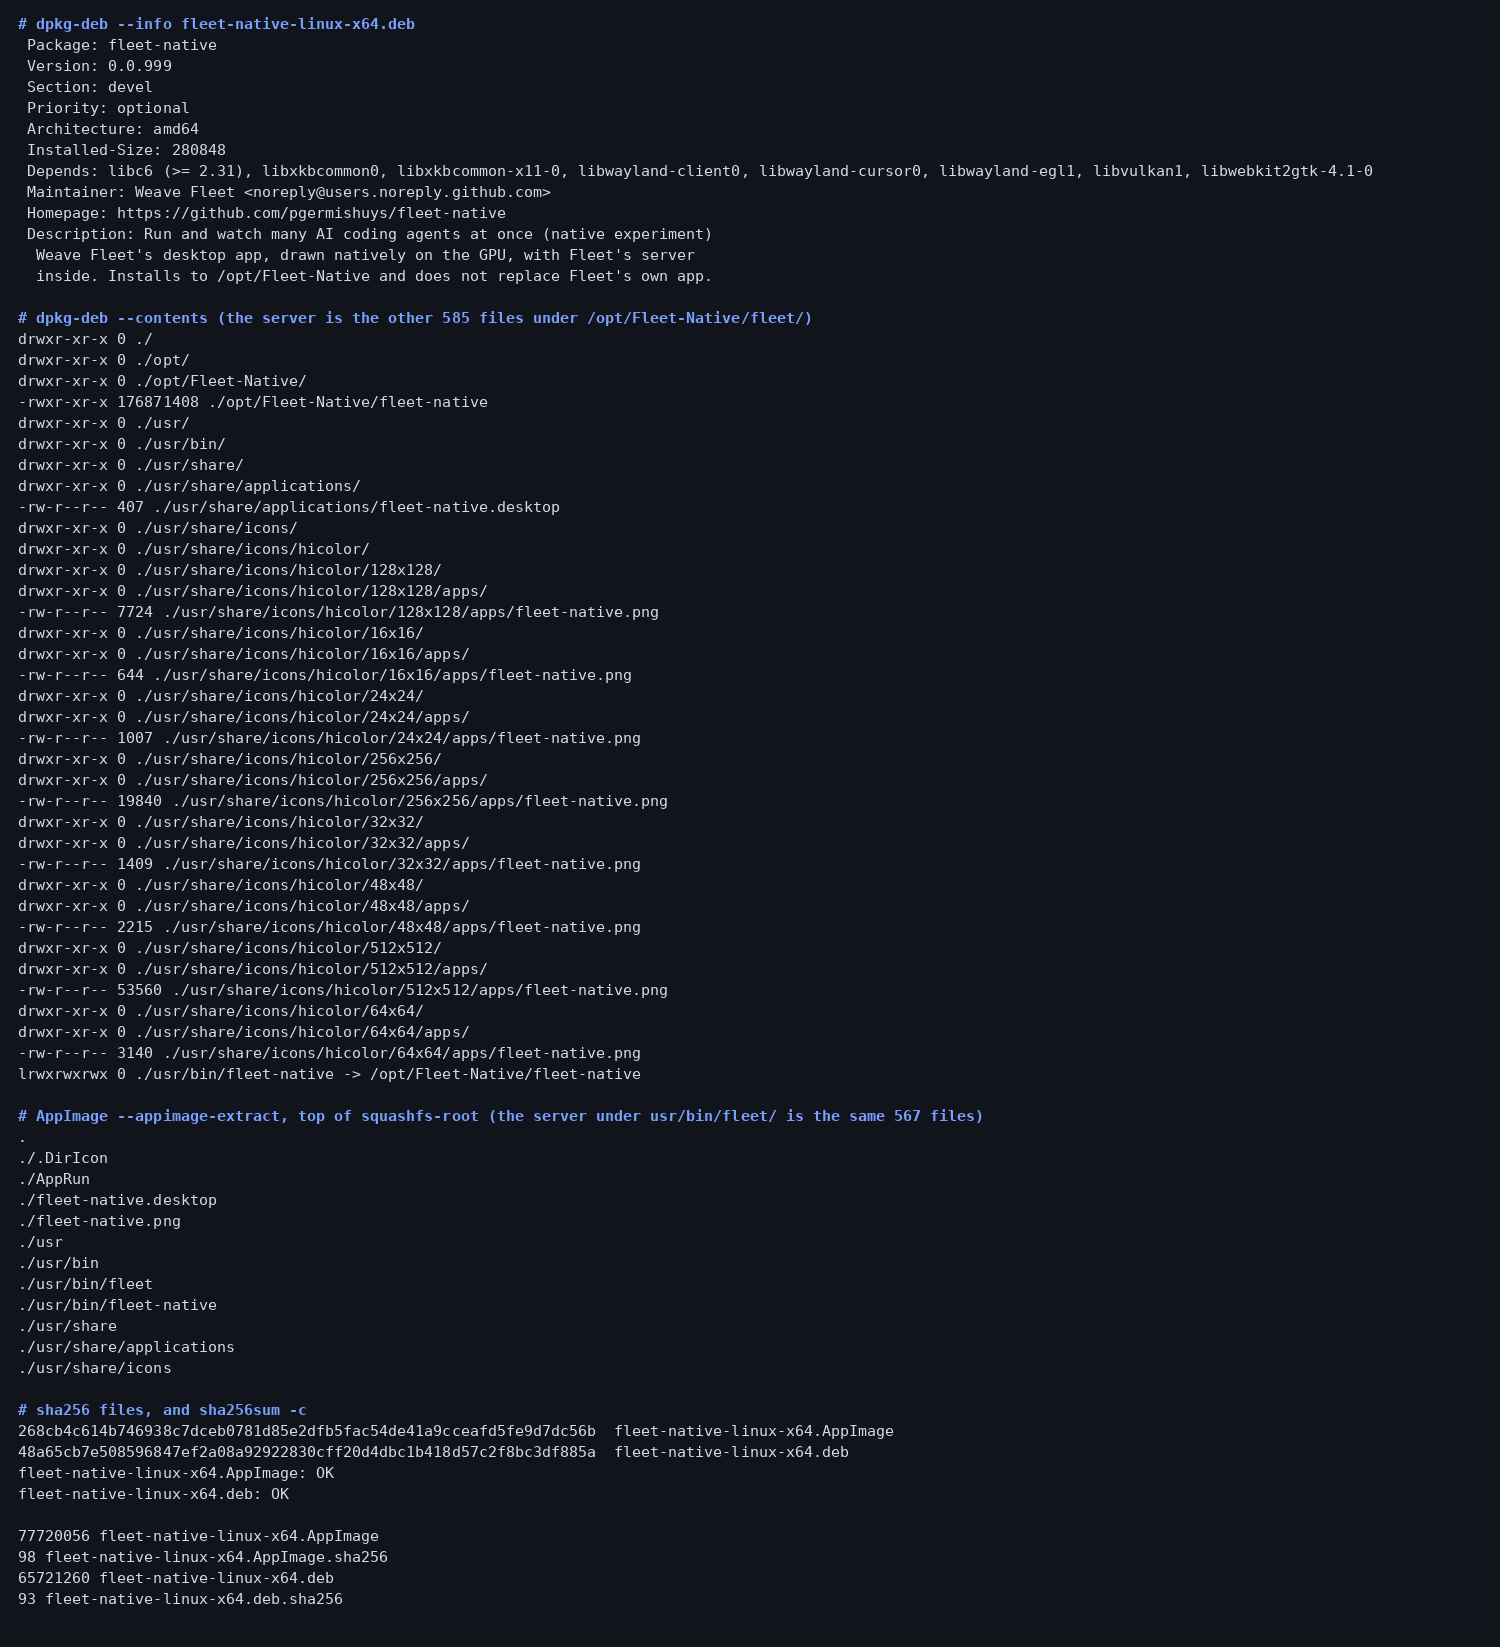 # dpkg-deb --info fleet-native-linux-x64.deb
Package: fleet-native
Version: 0.0.999
Section: devel
Priority: optional
Architecture: amd64
Installed-Size: 280848
Depends: libc6 (>= 2.31), libxkbcommon0, libxkbcommon-x11-0, libwayland-client0, libwayland-cursor0, libwayland-egl1, libvulkan1, libwebkit2gtk-4.1-0
Maintainer: Weave Fleet <noreply@users.noreply.github.com>
Homepage: https://github.com/pgermishuys/fleet-native
Description: Run and watch many AI coding agents at once (native experiment)
Weave Fleet's desktop app, drawn natively on the GPU, with Fleet's server
inside. Installs to /opt/Fleet-Native and does not replace Fleet's own app.
# dpkg-deb --contents (the server is the other 585 files under /opt/Fleet-Native/fleet/)
drwxr-xr-x 0 ./
drwxr-xr-x 0 ./opt/
drwxr-xr-x 0 ./opt/Fleet-Native/
-rwxr-xr-x 176871408 ./opt/Fleet-Native/fleet-native
drwxr-xr-x 0 ./usr/
drwxr-xr-x 0 ./usr/bin/
drwxr-xr-x 0 ./usr/share/
drwxr-xr-x 0 ./usr/share/applications/
-rw-r--r-- 407 ./usr/share/applications/fleet-native.desktop
drwxr-xr-x 0 ./usr/share/icons/
drwxr-xr-x 0 ./usr/share/icons/hicolor/
drwxr-xr-x 0 ./usr/share/icons/hicolor/128x128/
drwxr-xr-x 0 ./usr/share/icons/hicolor/128x128/apps/
-rw-r--r-- 7724 ./usr/share/icons/hicolor/128x128/apps/fleet-native.png
drwxr-xr-x 0 ./usr/share/icons/hicolor/16x16/
drwxr-xr-x 0 ./usr/share/icons/hicolor/16x16/apps/
-rw-r--r-- 644 ./usr/share/icons/hicolor/16x16/apps/fleet-native.png
drwxr-xr-x 0 ./usr/share/icons/hicolor/24x24/
drwxr-xr-x 0 ./usr/share/icons/hicolor/24x24/apps/
-rw-r--r-- 1007 ./usr/share/icons/hicolor/24x24/apps/fleet-native.png
drwxr-xr-x 0 ./usr/share/icons/hicolor/256x256/
drwxr-xr-x 0 ./usr/share/icons/hicolor/256x256/apps/
-rw-r--r-- 19840 ./usr/share/icons/hicolor/256x256/apps/fleet-native.png
drwxr-xr-x 0 ./usr/share/icons/hicolor/32x32/
drwxr-xr-x 0 ./usr/share/icons/hicolor/32x32/apps/
-rw-r--r-- 1409 ./usr/share/icons/hicolor/32x32/apps/fleet-native.png
drwxr-xr-x 0 ./usr/share/icons/hicolor/48x48/
drwxr-xr-x 0 ./usr/share/icons/hicolor/48x48/apps/
-rw-r--r-- 2215 ./usr/share/icons/hicolor/48x48/apps/fleet-native.png
drwxr-xr-x 0 ./usr/share/icons/hicolor/512x512/
drwxr-xr-x 0 ./usr/share/icons/hicolor/512x512/apps/
-rw-r--r-- 53560 ./usr/share/icons/hicolor/512x512/apps/fleet-native.png
drwxr-xr-x 0 ./usr/share/icons/hicolor/64x64/
drwxr-xr-x 0 ./usr/share/icons/hicolor/64x64/apps/
-rw-r--r-- 3140 ./usr/share/icons/hicolor/64x64/apps/fleet-native.png
lrwxrwxrwx 0 ./usr/bin/fleet-native -> /opt/Fleet-Native/fleet-native
# AppImage --appimage-extract, top of squashfs-root (the server under usr/bin/fleet/ is the same 567 files)
.
./.DirIcon
./AppRun
./fleet-native.desktop
./fleet-native.png
./usr
./usr/bin
./usr/bin/fleet
./usr/bin/fleet-native
./usr/share
./usr/share/applications
./usr/share/icons
# sha256 files, and sha256sum -c
268cb4c614b746938c7dceb0781d85e2dfb5fac54de41a9cceafd5fe9d7dc56b  fleet-native-linux-x64.AppImage
48a65cb7e508596847ef2a08a92922830cff20d4dbc1b418d57c2f8bc3df885a  fleet-native-linux-x64.deb
fleet-native-linux-x64.AppImage: OK
fleet-native-linux-x64.deb: OK
77720056 fleet-native-linux-x64.AppImage
98 fleet-native-linux-x64.AppImage.sha256
65721260 fleet-native-linux-x64.deb
93 fleet-native-linux-x64.deb.sha256